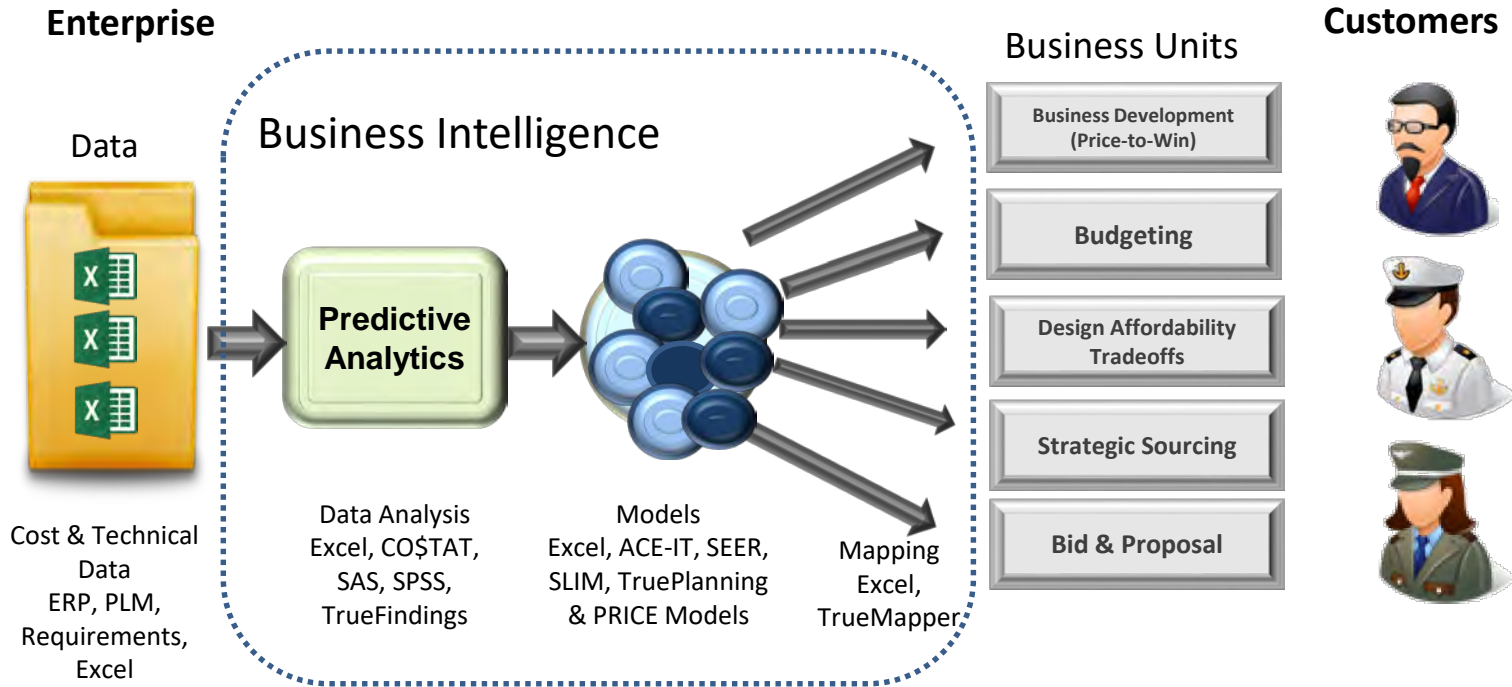 Enterprise
Customers
Business Units
Business Intelligence
Data
X
X
X
Predictive
Analytics
Business Development
(Price-to-Win)
Budgeting
Design Affordability
Tradeoffs
Strategic Sourcing
Bid & Proposal
Cost & Technical
Data
ERP, PLM,
Requirements,
Excel
Data Analysis
Excel, CO$TAT,
SAS, SPSS,
TrueFindings
Models
Excel, ACE-IT, SEER,
SLIM, TruePlanning
& PRICE Models
Mapping
Excel,
TrueMapper